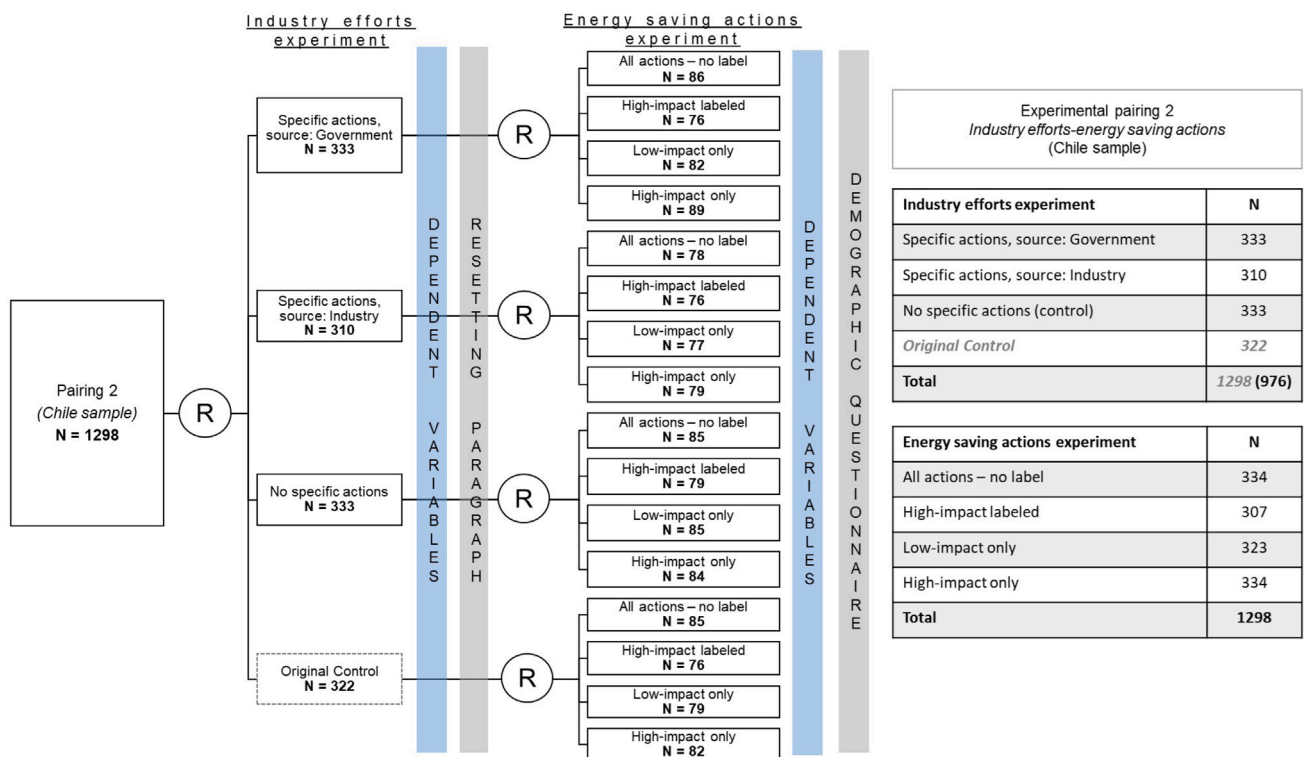 Industry efforts
experiment
Energy saving actions
experiment
Pairing 2
(Chile sample)
N = 1298
R
Specific actions,
source: Government
N = 333
Specific actions,
source: Industry
N = 310
No specific actions
N = 333
Original Control
N = 322
DEPENDENT VARIABLES
RESETTING PARAGRAPH
R
All actions – no label
N = 86
High-impact labeled
N = 76
Low-impact only
N = 82
High-impact only
N = 89
R
All actions – no label
N = 78
High-impact labeled
N = 76
Low-impact only
N = 77
High-impact only
N = 79
R
All actions – no label
N = 85
High-impact labeled
N = 79
Low-impact only
N = 85
High-impact only
N = 84
R
All actions – no label
N = 85
High-impact labeled
N = 76
Low-impact only
N = 79
High-impact only
N = 82
DEPENDENT VARIABLES
DEMOGRAPHIC QUESTIONNAIRE
Experimental pairing 2
Industry efforts-energy saving actions
(Chile sample)
Industry efforts experiment N
Specific actions, source: Government 333
Specific actions, source: Industry 310
No specific actions (control) 333
Original Control 322
Total 1298 (976)
Energy saving actions experiment N
All actions – no label 334
High-impact labeled 307
Low-impact only 323
High-impact only 334
Total 1298